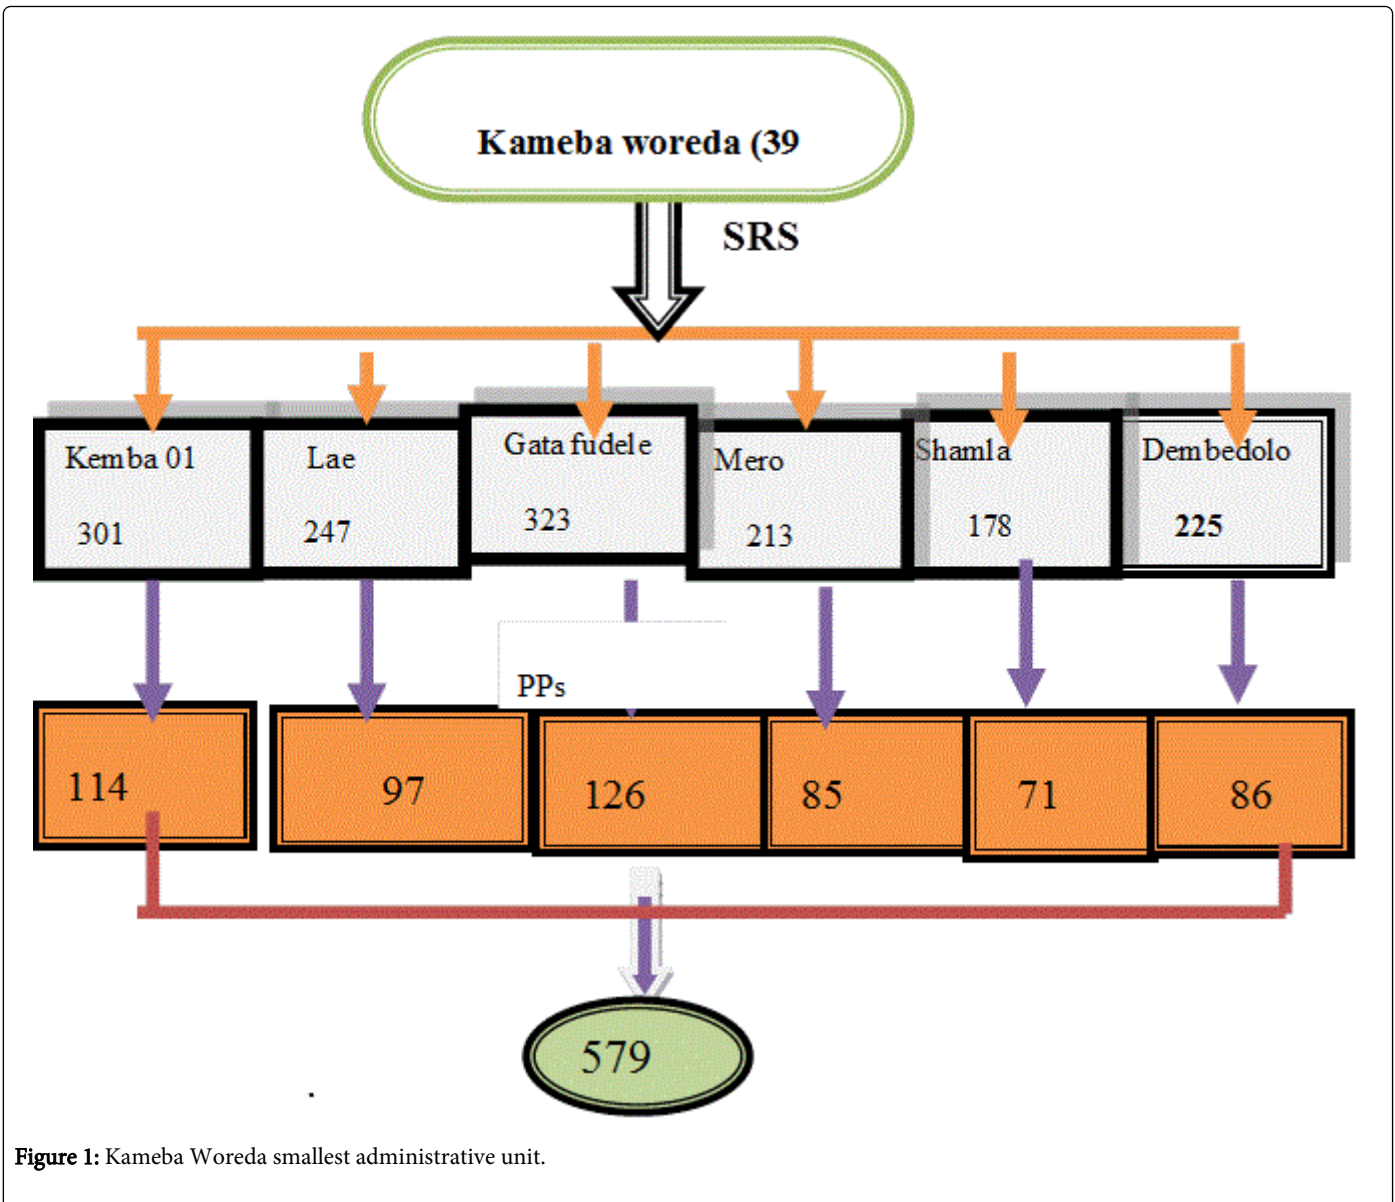 Kameba woreda (39
SRS
Kemba 01
301
Lae
247
Gata fudele
323
Mero
213
Shamla
178
Dembedolo
225
PPs
114
97
126
85
71
86
579
.
Figure 1: Kameba Woreda smallest administrative unit.